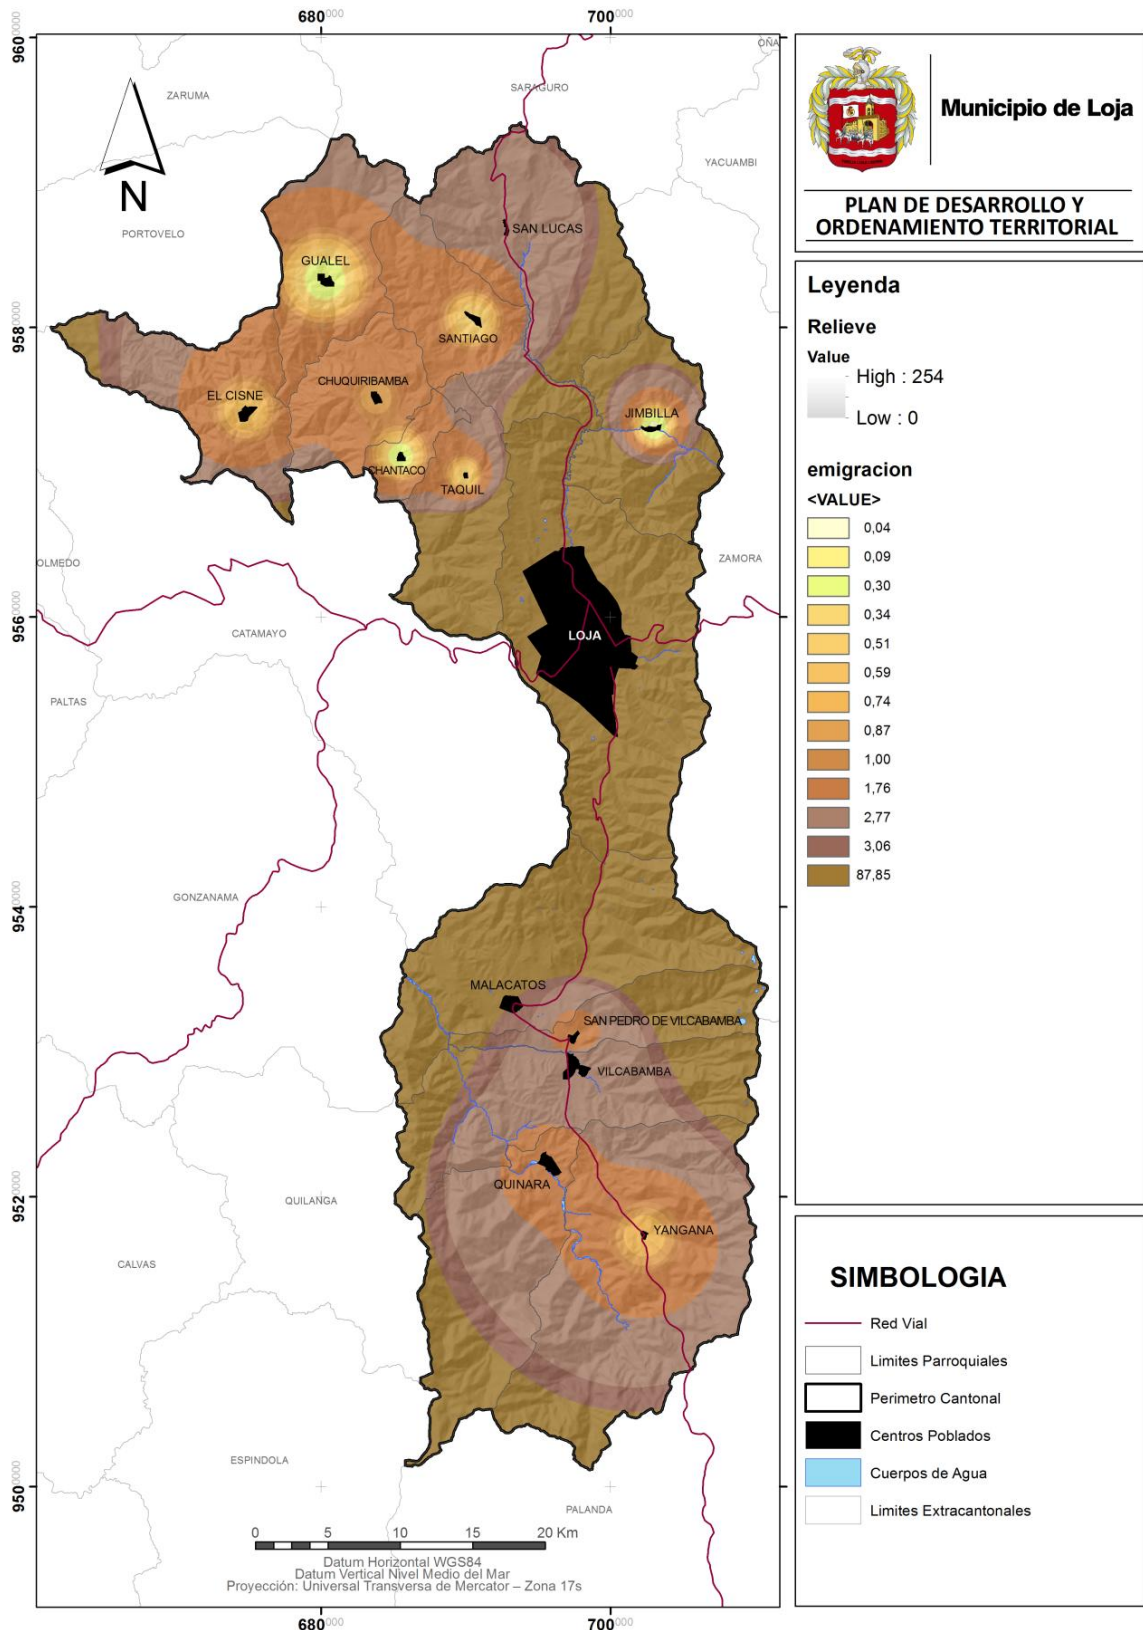 680000
700000
9600000
9580000
9560000
9540000
9520000
9500000
OÑA
ZARUMA
SARAGURO
YACUAMBI
PORTOVELO
SAN LUCAS
GUALEL
SANTIAGO
CHUQUIRIBAMBA
EL CISNE
JIMBILLA
CHANTACO
TAQUIL
OLMEDO
ZAMORA
CATAMAYO
LOJA
PALTAS
GONZANAMA
MALACATOS
SAN PEDRO DE VILCABAMBA
VILCABAMBA
QUINARA
QUILANGA
YANGANA
CALVAS
ESPINDOLA
PALANDA
N
0 5 10 15 20 Km
Datum Horizontal WGS84
Datum Vertical Nivel Medio del Mar
Proyección: Universal Transversa de Mercator – Zona 17s
680000
700000
Municipio de Loja
PLAN DE DESARROLLO Y
ORDENAMIENTO TERRITORIAL
Leyenda
Relieve
Value
High : 254
Low : 0
emigracion
<VALUE>
0,04
0,09
0,30
0,34
0,51
0,59
0,74
0,87
1,00
1,76
2,77
3,06
87,85
SIMBOLOGIA
Red Vial
Limites Parroquiales
Perimetro Cantonal
Centros Poblados
Cuerpos de Agua
Limites Extracantonales